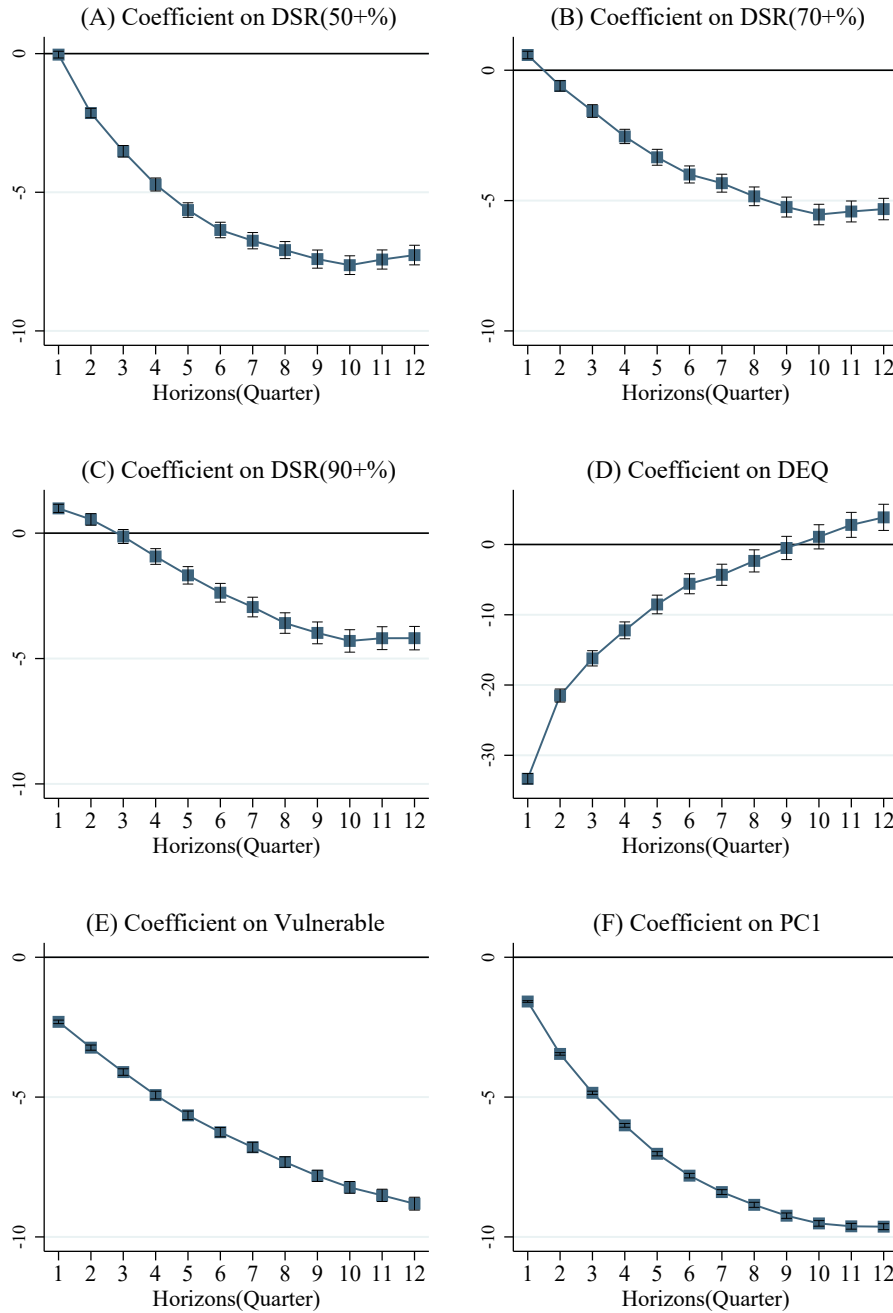 (A) Coefficient on DSR(50+%)
0
-5
-10
1 2 3 4 5 6 7 8 9 10 11 12
Horizons(Quarter)
(B) Coefficient on DSR(70+%)
0
-5
-10
1 2 3 4 5 6 7 8 9 10 11 12
Horizons(Quarter)
(C) Coefficient on DSR(90+%)
0
-5
-10
1 2 3 4 5 6 7 8 9 10 11 12
Horizons(Quarter)
(D) Coefficient on DEQ
0
-10
-20
-30
1 2 3 4 5 6 7 8 9 10 11 12
Horizons(Quarter)
(E) Coefficient on Vulnerable
0
-5
-10
1 2 3 4 5 6 7 8 9 10 11 12
Horizons(Quarter)
(F) Coefficient on PC1
0
-5
-10
1 2 3 4 5 6 7 8 9 10 11 12
Horizons(Quarter)